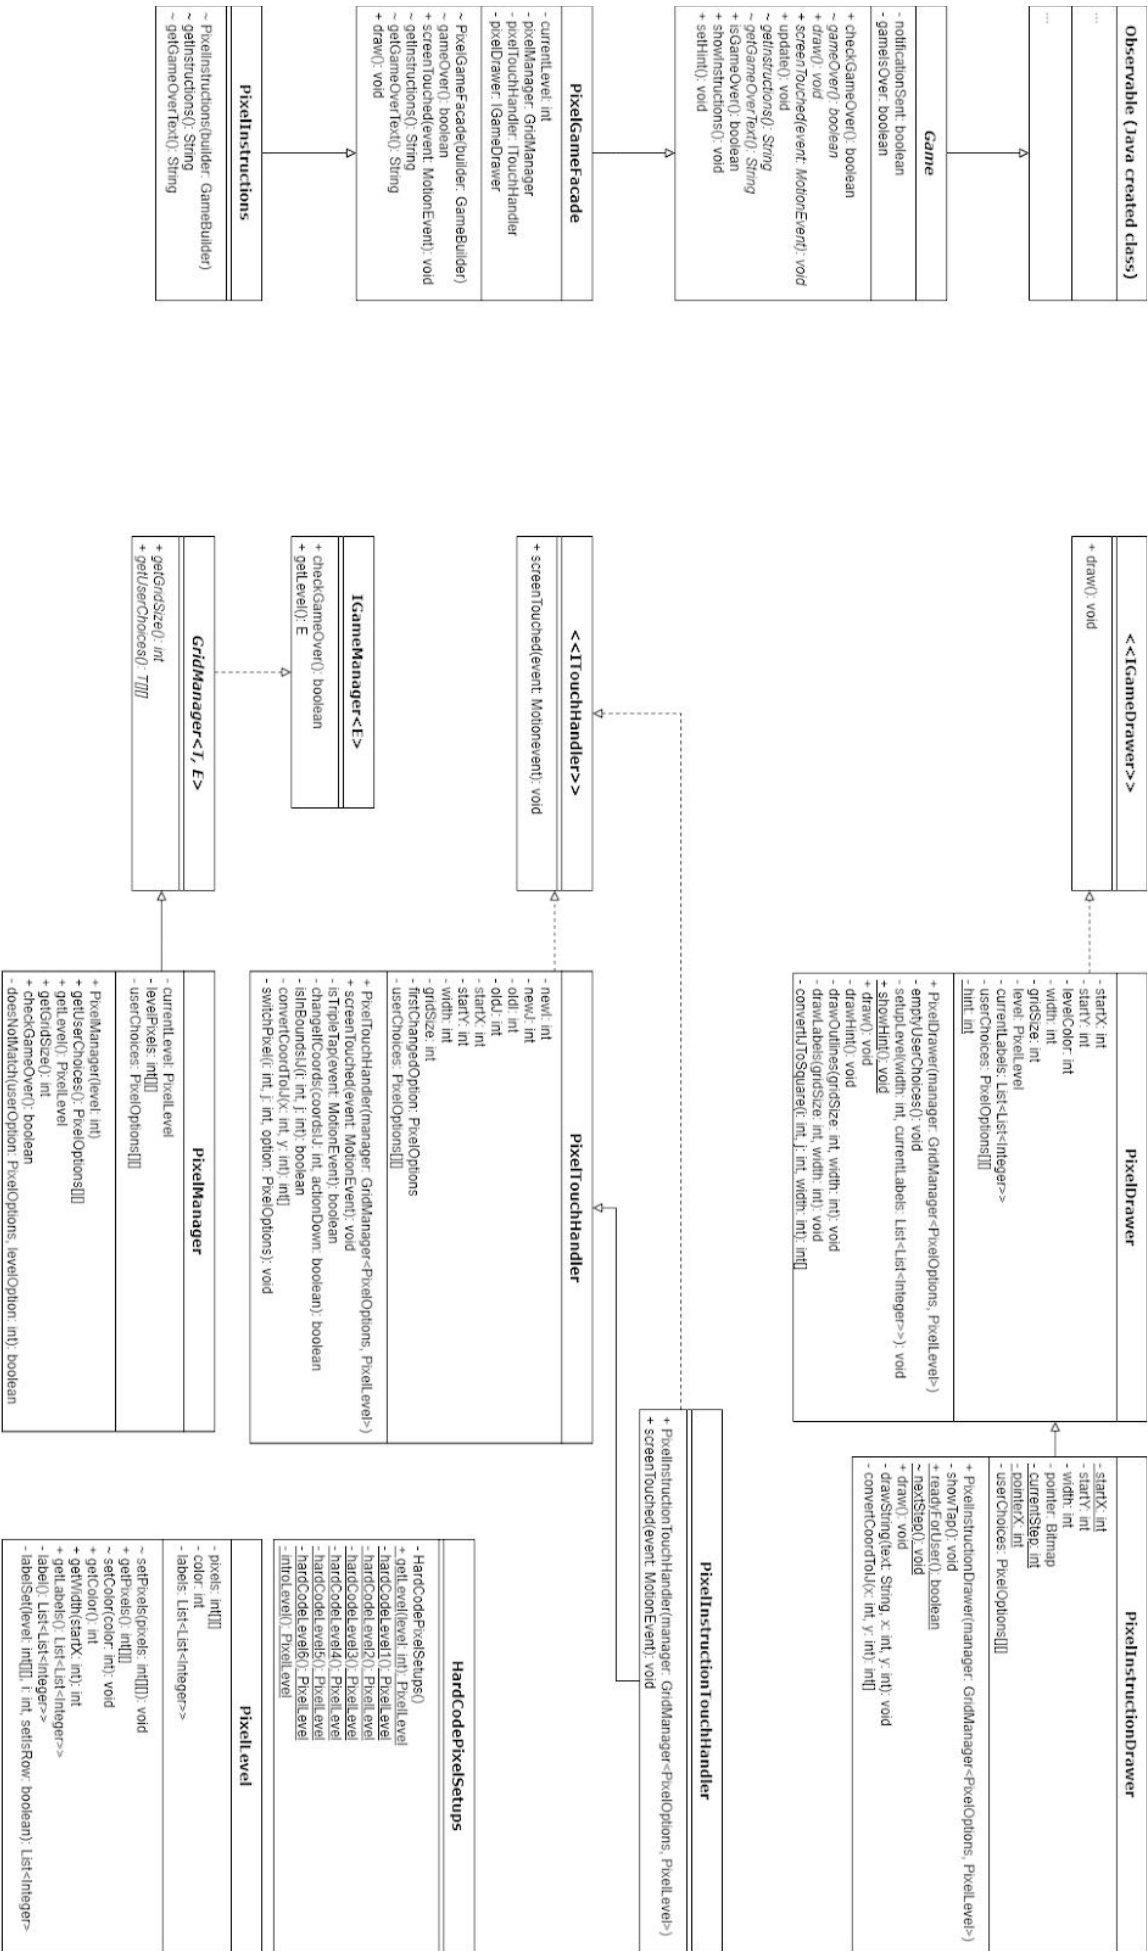 Observable (Java created class)
...
...
Game
- notificationSent: boolean
- gameIsOver: boolean
+ checkGameOver(): boolean
~ gameOver(): boolean
+ draw(): void
+ screenTouched(event: MotionEvent): void
+ update(): void
~ getInstructions(): String
~ getGameOverText(): String
+ isGameOver(): boolean
+ showInstructions(): void
+ setHint(): void
PixelGameFacade
- currentLevel: int
- pixelManager: GridManager
- pixelTouchHandler: ITouchHandler
- pixelDrawer: IGameDrawer
~ PixelGameFacade(builder: GameBuilder)
~ gameOver(): boolean
+ screenTouched(event: MotionEvent): void
~ getInstructions(): String
~ getGameOverText(): String
+ draw(): void
PixelInstructions
~ PixelInstructions(builder: GameBuilder)
~ getInstructions(): String
~ getGameOverText(): String
<<IGameDrawer>>
+ draw(): void
<<ITouchHandler>>
+ screenTouched(event: Motionevent): void
IGameManager<E>
+ checkGameOver(): boolean
+ getLevel(): E
GridManager<T, E>
+ getGridSize(): int
+ getUserChoices(): T[][]
PixelDrawer
- startX: int
- startY: int
- levelColor: int
- width: int
- gridSize: int
- level: PixelLevel
- currentLabels: List<List<Integer>>
- userChoices: PixelOptions[][]
- hint: int
+ PixelDrawer(manager: GridManager<PixelOptions, PixelLevel>)
- emptyUserChoices(): void
- setupLevel(width: int, currentLabels: List<List<Integer>>): void
+ showHint(): void
+ draw(): void
- drawHint(): void
- drawOutlines(gridSize: int, width: int): void
- drawLabels(gridSize: int, width: int): void
- convertIJToSquare(i: int, j: int, width: int): int[]
PixelTouchHandler
- newI: int
- newJ: int
- oldI: int
- oldJ: int
- startX: int
- startY: int
- width: int
- gridSize: int
- firstChangedOption: PixelOptions
- userChoices: PixelOptions[][]
+ PixelTouchHandler(manager: GridManager<PixelOptions, PixelLevel>)
+ screenTouched(event: MotionEvent): void
- isTripleTap(event: MotionEvent): boolean
- changeIfCoords(coordsIJ: int, actionDown: boolean): boolean
- isInBoundsIJ(i: int, j: int): boolean
- convertCoordToIJ(x: int, y: int): int[]
- switchPixel(i: int, j: int, option: PixelOptions): void
PixelManager
- currentLevel: PixelLevel
- levelPixels: int[][]
- userChoices: PixelOptions[][]
+ PixelManager(level: int)
+ getUserChoices(): PixelOptions[][]
+ getLevel(): PixelLevel
+ getGridSize(): int
+ checkGameOver(): boolean
- doesNotMatch(userOption: PixelOptions, levelOption: int): boolean
PixelInstructionDrawer
- startX: int
- startY: int
- width: int
- pointer: Bitmap
- currentStep: int
- pointerX: int
- userChoices: PixelOptions[][]
+ PixelInstructionDrawer(manager: GridManager<PixelOptions, PixelLevel>)
- showTap(): void
+ readyForUser(): boolean
~ nextStep(): void
+ draw(): void
- drawString(text: String, x: int, y: int): void
- convertCoordToIJ(x: int, y: int): int[]
PixelInstructionTouchHandler
+ PixelInstructionTouchHandler(manager: GridManager<PixelOptions, PixelLevel>)
+ screenTouched(event: MotionEvent): void
HardCodePixelSetups
- HardCodePixelSetups()
+ getLevel(level: int): PixelLevel
- hardCodeLevel1(): PixelLevel
- hardCodeLevel2(): PixelLevel
- hardCodeLevel3(): PixelLevel
- hardCodeLevel4(): PixelLevel
- hardCodeLevel5(): PixelLevel
- hardCodeLevel6(): PixelLevel
- introLevel(): PixelLevel
PixelLevel
- pixels: int[][]
- color: int
- labels: List<List<Integer>>
~ setPixels(pixels: int[][]): void
+ getPixels(): int[][]
~ setColor(color: int): void
+ getColor(): int
+ getWidth(startX: int): int
+ getLabels(): List<List<Integer>>
- label(): List<List<Integer>>
- labelSet(level: int[][], i: int, setIsRow: boolean): List<Integer>